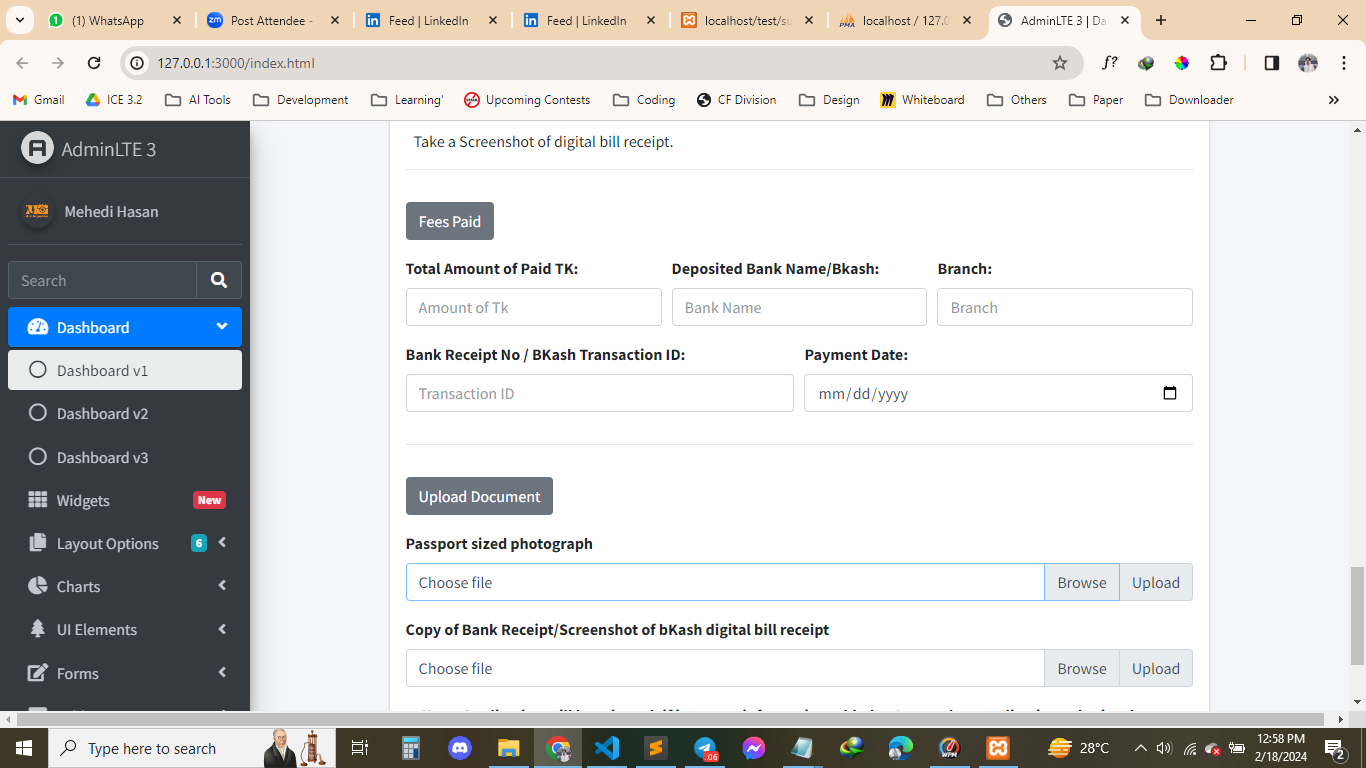 (1) WhatsApp
Post Attendee -
Feed | LinkedIn
Feed | LinkedIn
localhost/test/su
localhost / 127.0
AdminLTE 3 | Da
127.0.0.1:3000/index.html
f?
Gmail
ICE 3.2
AI Tools
Development
Learning'
Upcoming Contests
Coding
CF Division
Design
Whiteboard
Others
Paper
Downloader
AdminLTE 3
Mehedi Hasan
Search
Dashboard
Dashboard v1
Dashboard v2
Dashboard v3
Widgets New
Layout Options 6
Charts
UI Elements
Forms
Take a Screenshot of digital bill receipt.
Fees Paid
Total Amount of Paid TK: Deposited Bank Name/Bkash: Branch:
Amount of Tk Bank Name Branch
Bank Receipt No / BKash Transaction ID: Payment Date:
Transaction ID mm/dd/yyyy
Upload Document
Passport sized photograph
Choose file Browse Upload
Copy of Bank Receipt/Screenshot of bKash digital bill receipt
Choose file Browse Upload
Type here to search
.06
28°C
12:58 PM
2/18/2024
2